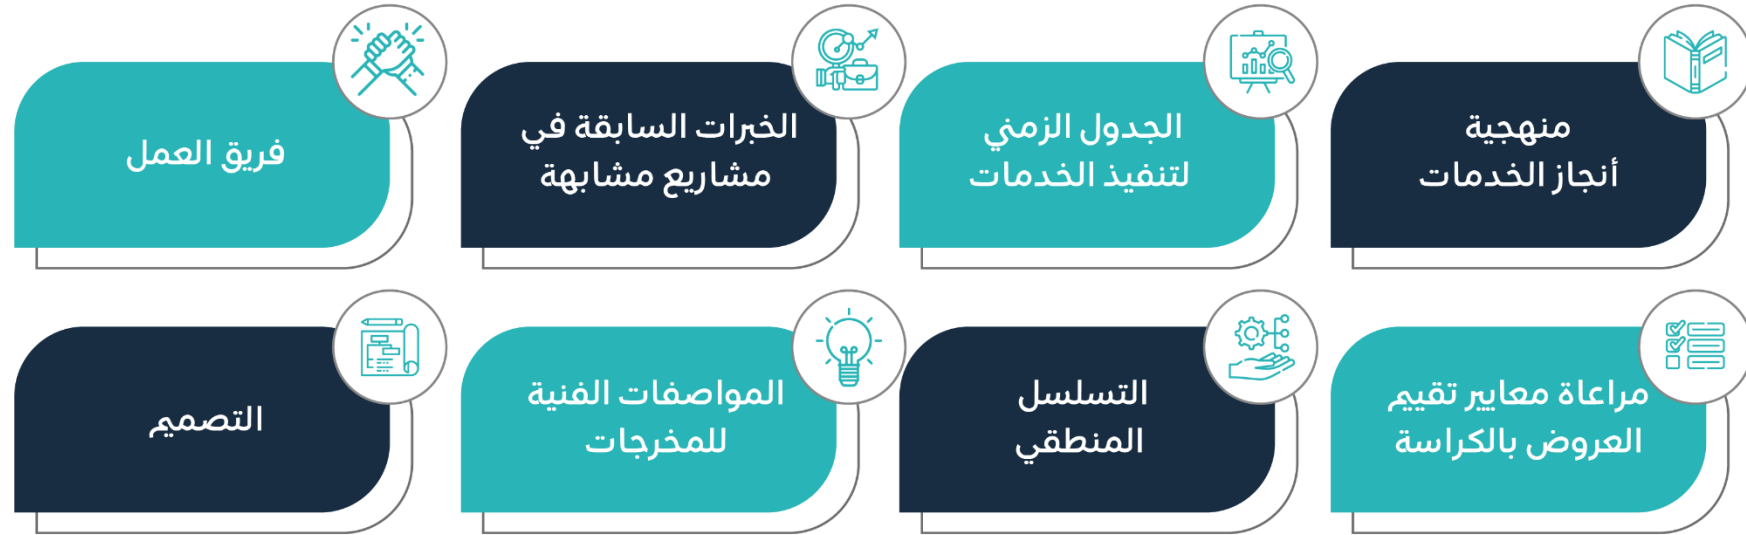 منهجية
أنجاز الخدمات
الجدول الزمني
لتنفيذ الخدمات
الخبرات السابقة في
مشاريع مشابهة
فريق العمل
مراعاة معايير تقييم
العروض بالكراسة
التسلسل
المنطقي
المواصفات الفنية
للمخرجات
التصميم